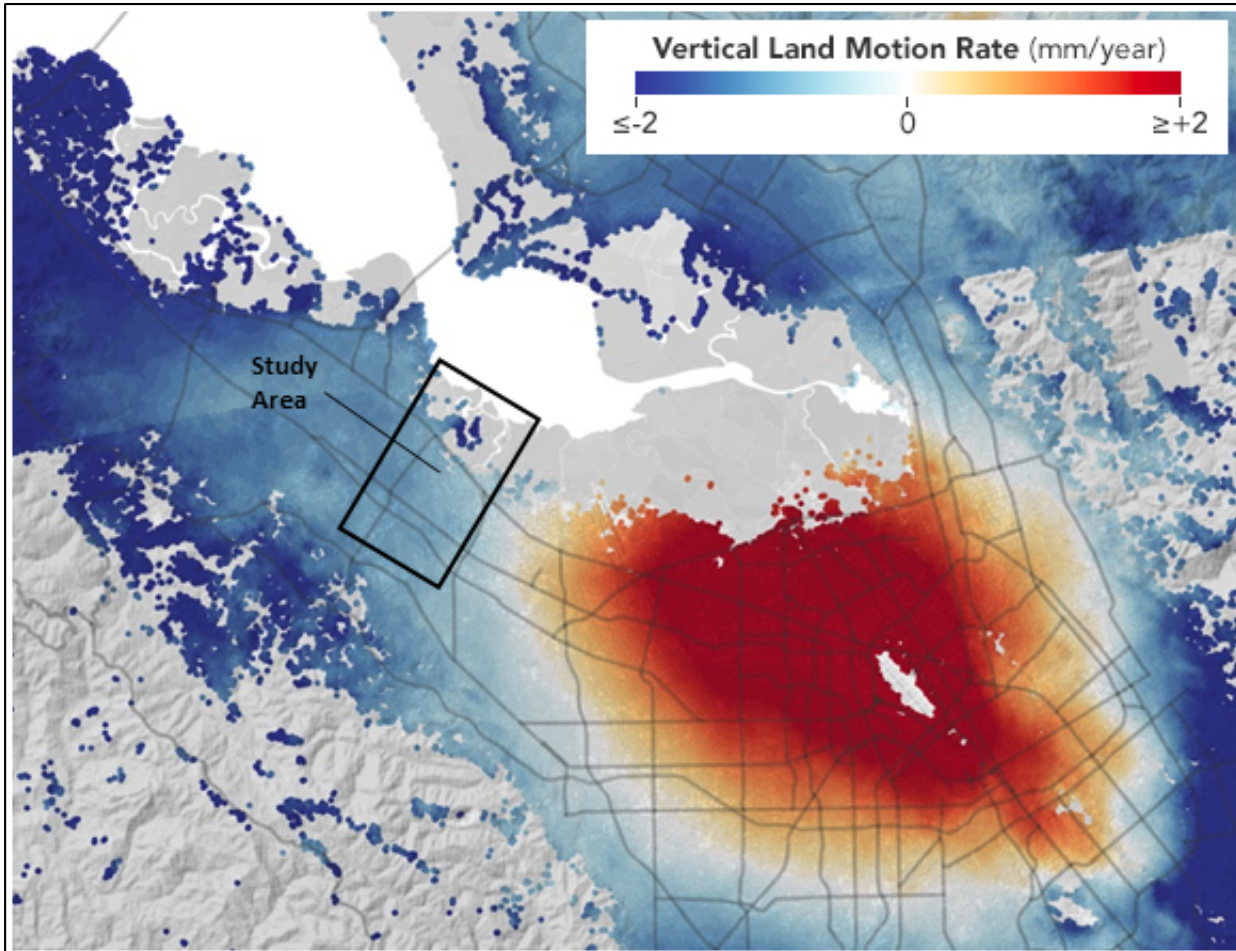 Vertical Land Motion Rate (mm/year)
≤-2 0 ≥+2
Study
Area